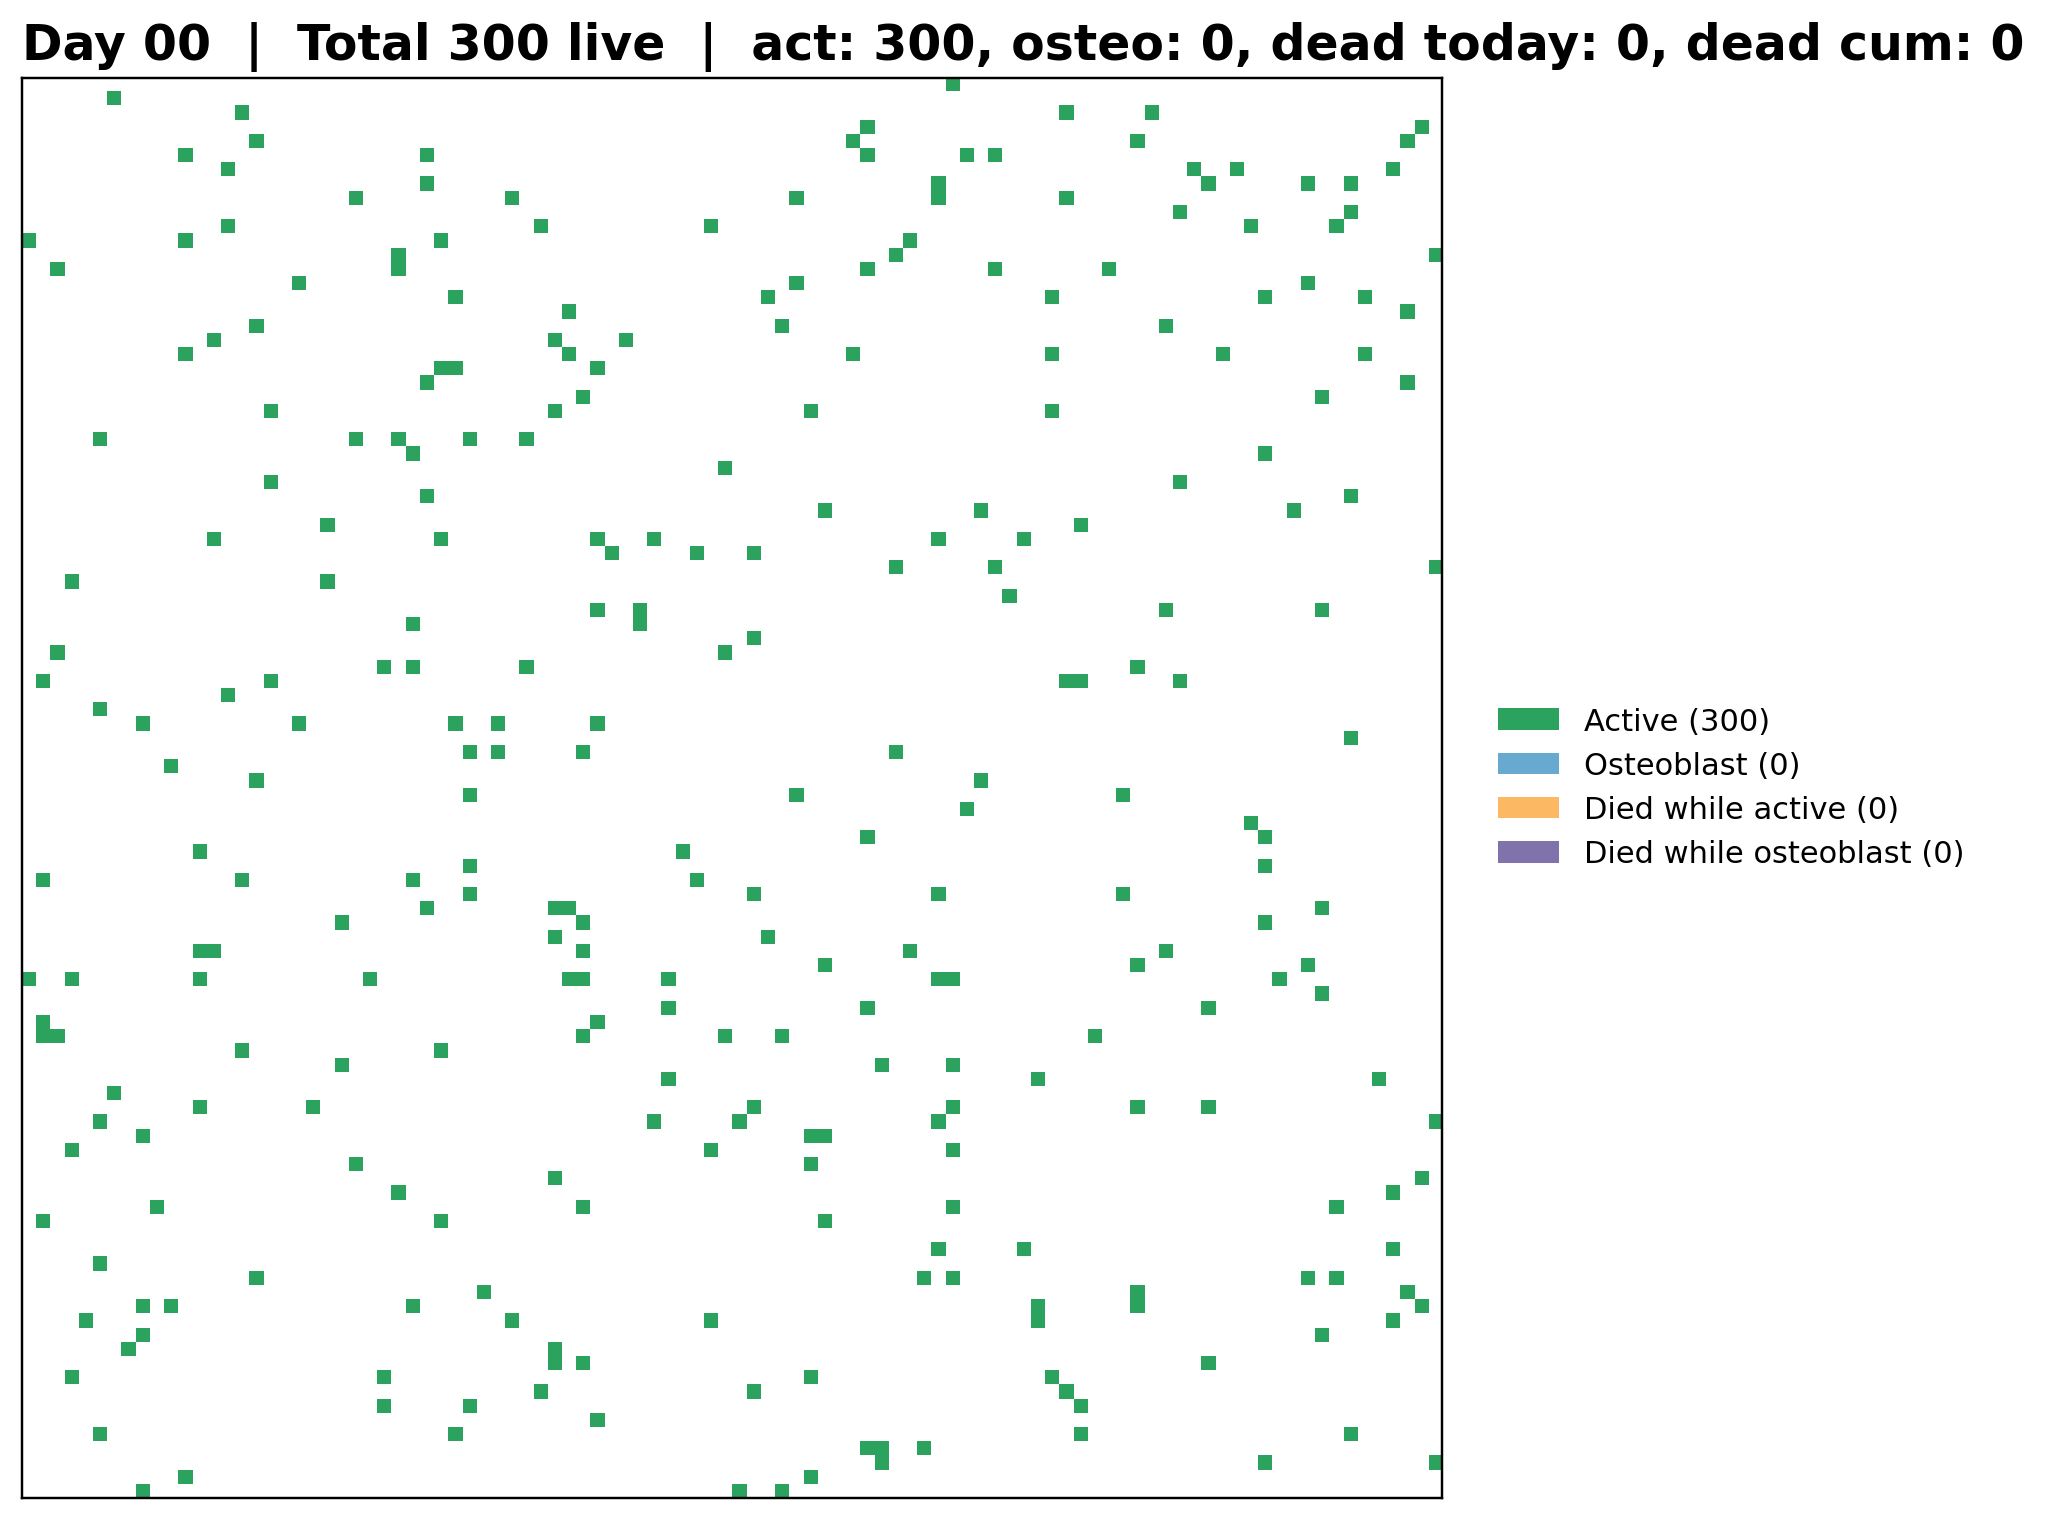 Day 00 | Total 300 live | act: 300, osteo: 0, dead today: 0, dead cum: 0
Active (300)
Osteoblast (0)
Died while active (0)
Died while osteoblast (0)